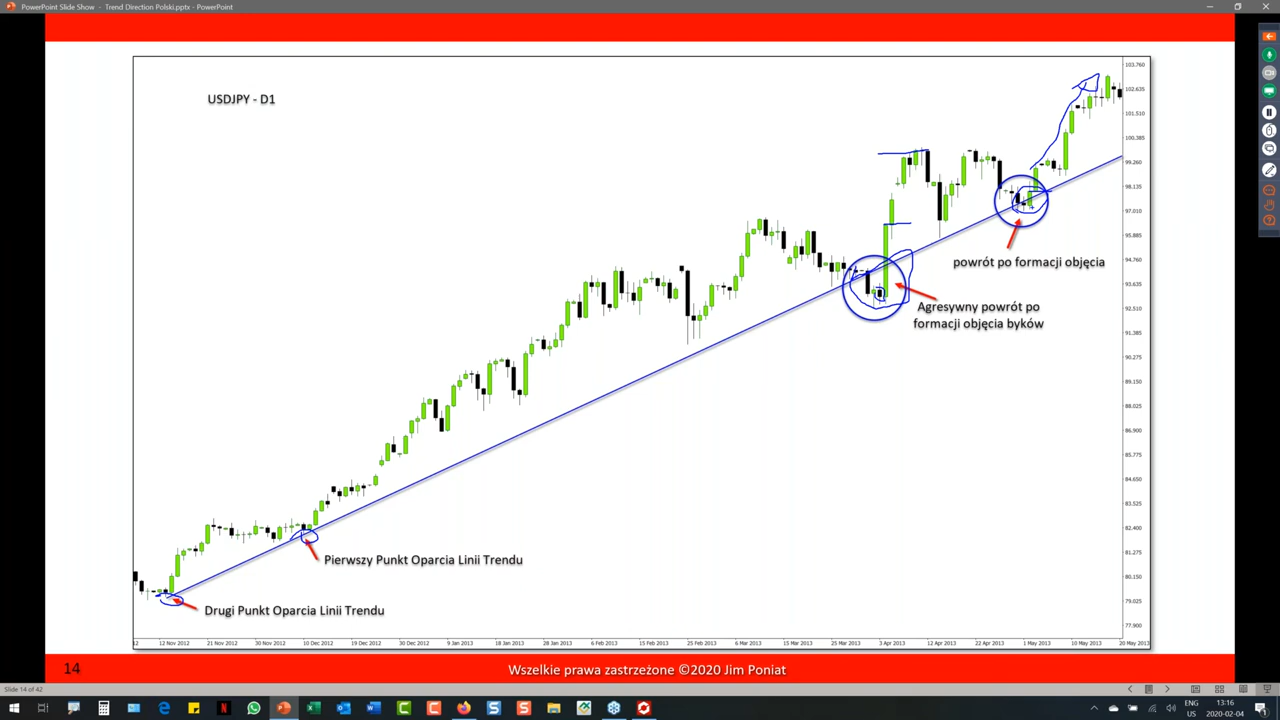 PowerPoint Slide Show - Trend Direction Polski.pptx - PowerPoint
USDJPY - D1
103.760
102.635
101.510
100.385
99.260
98.135
97.010
95.885
94.760
93.635
92.510
91.385
90.275
89.150
88.025
86.900
85.775
84.650
83.525
82.400
81.275
80.150
79.025
77.900
powrót po formacji objęcia
Agresywny powrót po
formacji objęcia byków
Pierwszy Punkt Oparcia Linii Trendu
Drugi Punkt Oparcia Linii Trendu
12 12 Nov 2012 21 Nov 2012 30 Nov 2012 10 Dec 2012 19 Dec 2012 30 Dec 2012 9 Jan 2013 18 Jan 2013 28 Jan 2013 6 Feb 2013 15 Feb 2013 25 Feb 2013 6 Mar 2013 15 Mar 2013 25 Mar 2013 3 Apr 2013 12 Apr 2013 22 Apr 2013 1 May 2013 10 May 2013 20 May 2013
14
Wszelkie prawa zastrzeżone ©2020 Jim Poniat
Slide 14 of 42
ENG
US
13:16
2020-02-04